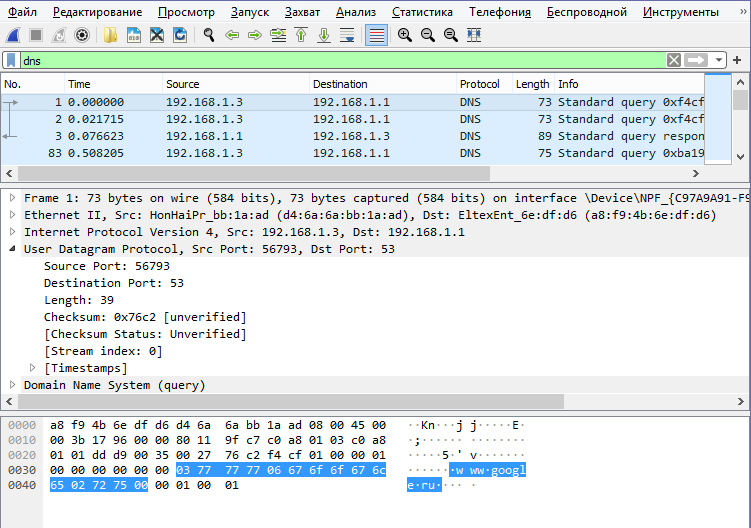 Файл Редактирование Просмотр Запуск Захват Анализ Статистика Телефония Беспроводной Инструменты »
dns
No. Time Source Destination Protocol Length Info
1 0.000000 192.168.1.3 192.168.1.1 DNS 73 Standard query 0xf4cf
2 0.021715 192.168.1.3 192.168.1.1 DNS 73 Standard query 0xf4cf
3 0.076623 192.168.1.1 192.168.1.3 DNS 89 Standard query respon
83 0.508205 192.168.1.3 192.168.1.1 DNS 75 Standard query 0xba19
Frame 1: 73 bytes on wire (584 bits), 73 bytes captured (584 bits) on interface \Device\NPF_{C97A9A91-F9
Ethernet II, Src: HonHaiPr_bb:1a:ad (d4:6a:6a:bb:1a:ad), Dst: EltexEnt_6e:df:d6 (a8:f9:4b:6e:df:d6)
Internet Protocol Version 4, Src: 192.168.1.3, Dst: 192.168.1.1
User Datagram Protocol, Src Port: 56793, Dst Port: 53
Source Port: 56793
Destination Port: 53
Length: 39
Checksum: 0x76c2 [unverified]
[Checksum Status: Unverified]
[Stream index: 0]
[Timestamps]
Domain Name System (query)
0000 a8 f9 4b 6e df d6 d4 6a 6a bb 1a ad 08 00 45 00 ··Kn···j j·····E·
0010 00 3b 17 96 00 00 80 11 9f c7 c0 a8 01 03 c0 a8 ·;······ ········
0020 01 01 dd d9 00 35 00 27 76 c2 f4 cf 01 00 00 01 ·····5·' v·······
0030 00 00 00 00 00 00 03 77 77 77 06 67 6f 6f 67 6c ·······w ww·googl
0040 65 02 72 75 00 00 01 00 01 e·ru···· ·